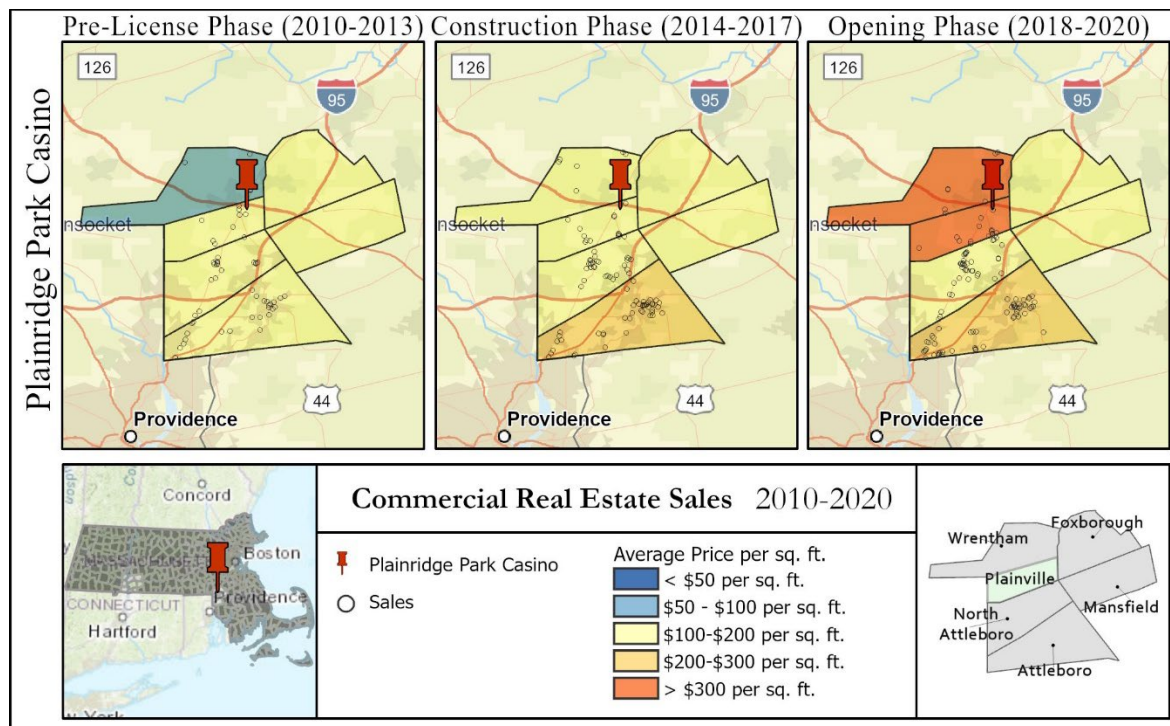 Pre-License Phase (2010-2013)
Construction Phase (2014-2017)
Opening Phase (2018-2020)
Plainridge Park Casino
126
95
nsocket
44
Providence
126
95
nsocket
44
Providence
126
95
nsocket
44
Providence
Concord
Boston
Providence
CONNECTICUT
Hartford
w York
Commercial Real Estate Sales 2010-2020
Plainridge Park Casino
Sales
Average Price per sq. ft.
< $50 per sq. ft.
$50 - $100 per sq. ft.
$100-$200 per sq. ft.
$200-$300 per sq. ft.
> $300 per sq. ft.
Foxborough
Wrentham
Plainville
Mansfield
North
Attleboro
Attleboro